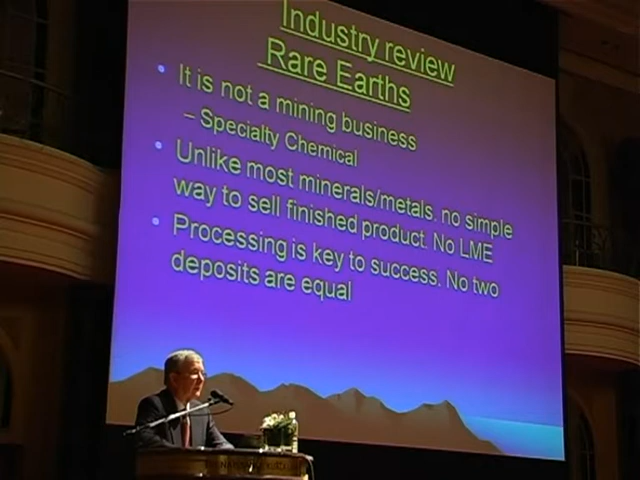 Industry review
Rare Earths
• It is not a mining business
– Specialty Chemical
• Unlike most minerals/metals, no simple
way to sell finished product. No LME
• Processing is key to success. No two
deposits are equal